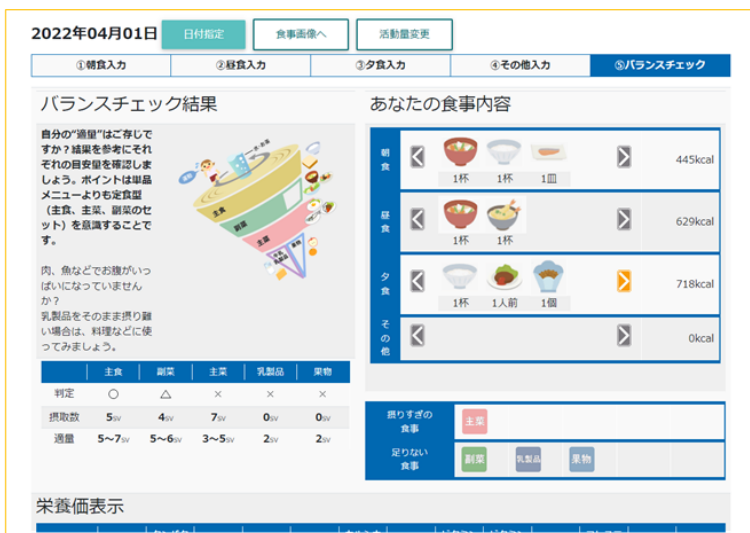 2022年04月01日
日付指定
食事画像へ
活動量変更
①朝食入力
②昼食入力
③夕食入力
④その他入力
⑤バランスチェック
バランスチェック結果
自分の“適量”はご存じで
すか？結果を参考にそれ
ぞれの目安量を確認しま
しょう。ポイントは単品
メニューよりも定食型
（主食、主菜、副菜のセ
ット）を意識することで
す。
肉、魚などでお腹がいっ
ぱいになっていません
か？
乳製品をそのまま摂り難
い場合は、料理などに使
ってみましょう。
水・お茶
主食
副菜
主菜
牛乳
乳製品
果物
主食 副菜 主菜 乳製品 果物
判定 ○ △ × × ×
摂取数 5sv 4sv 7sv 0sv 0sv
適量 5～7sv 5～6sv 3～5sv 2sv 2sv
あなたの食事内容
朝食
1杯 1杯 1皿
445kcal
昼食
1杯 1杯
629kcal
夕食
1杯 1人前 1個
718kcal
その他
0kcal
摂りすぎの
食事
主菜
足りない
食事
副菜 乳製品 果物
栄養価表示